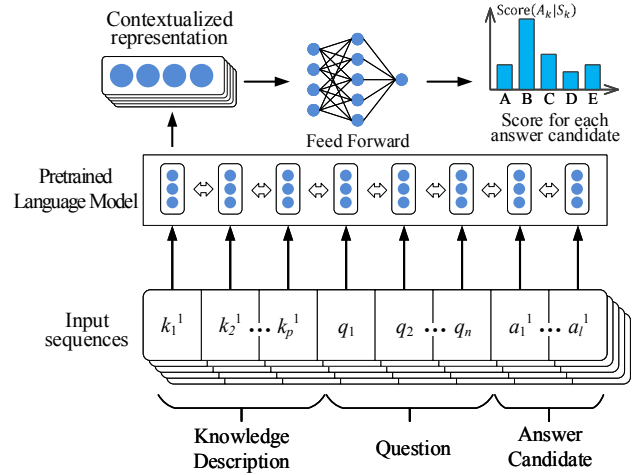 Contextualized
representation
Score(A_k|S_k)
A B C D E
Score for each
answer candidate
Feed Forward
Pretrained
Language Model
Input
sequences
k_1^1 k_2^1 ... k_p^1 q_1 q_2 ... q_n a_1^1 ... a_l^1
Knowledge
Description
Question
Answer
Candidate